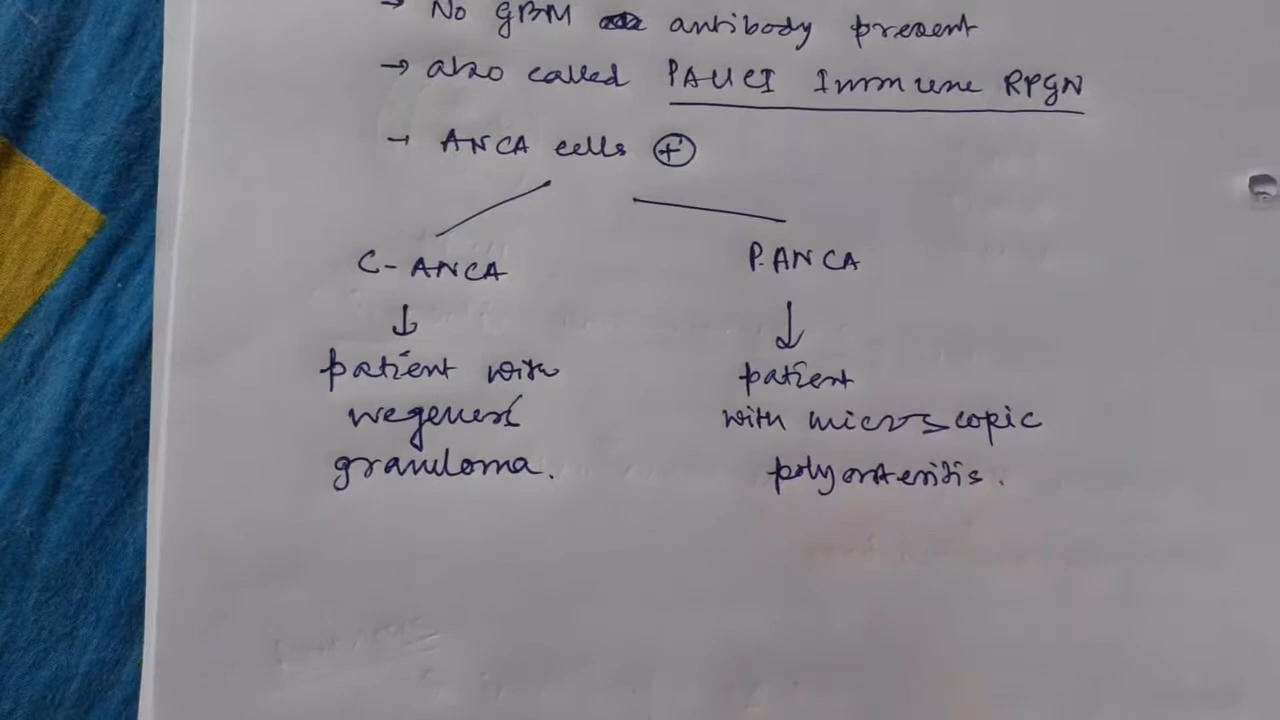 → No GBM antibody present
→ also called PAUCI Immune RPGN
→ ANCA cells +
C-ANCA P.ANCA
↓ ↓
patient with patient
wegener's with microscopic
granuloma. polyarteritis.